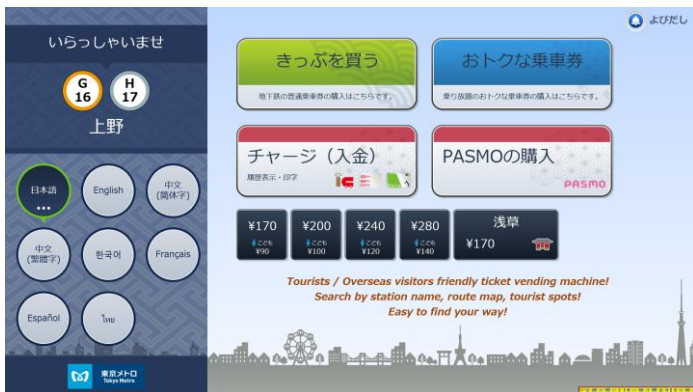 いらっしゃいませ
G
16
H
17
上野
日本語
...
English
中文
(简体字)
中文
(繁體字)
한국어
Français
Español
ไทย
東京メトロ
Tokyo Metro
よびだし
きっぷを買う
地下鉄の普通乗車券の購入はこちらです。
おトクな乗車券
乗り放題のおトクな乗車券の購入はこちらです。
チャージ（入金）
履歴表示・印字
PASMOの購入
PASMO
¥170
こども
¥90
¥200
こども
¥100
¥240
こども
¥120
¥280
こども
¥140
浅草
¥170
Tourists / Overseas visitors friendly ticket vending machine!
Search by station name, route map, tourist spots!
Easy to find your way!